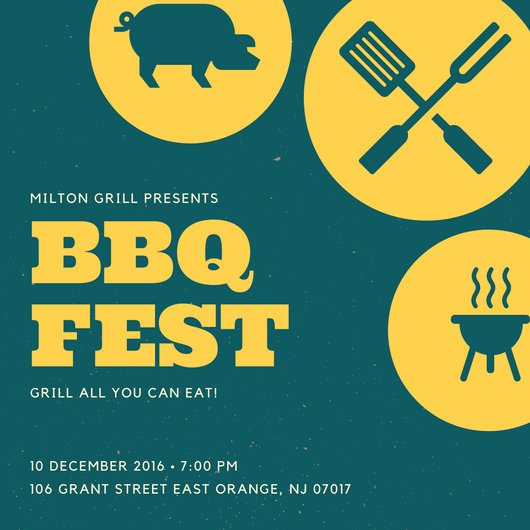 MILTON GRILL PRESENTS
BBQ
FEST
GRILL ALL YOU CAN EAT!
10 DECEMBER 2016 • 7:00 PM
106 GRANT STREET EAST ORANGE, NJ 07017